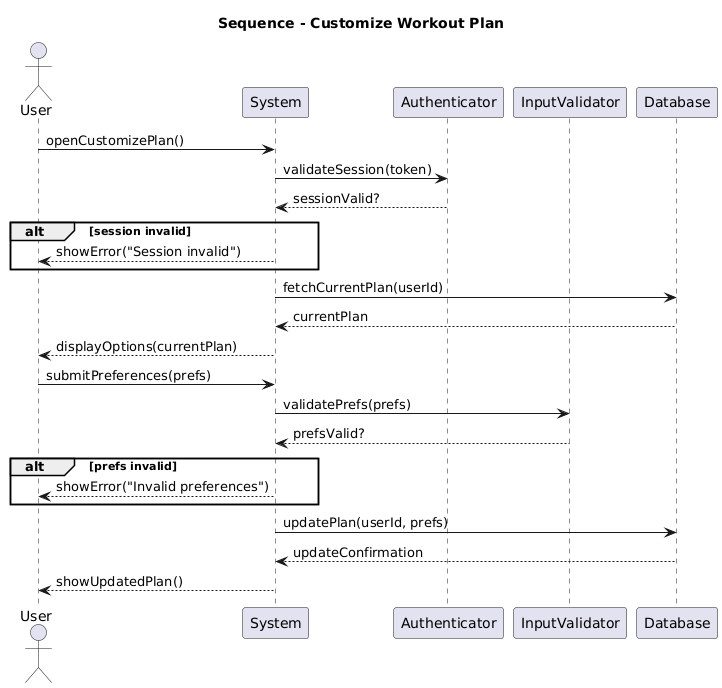 Sequence - Customize Workout Plan
User
System
Authenticator
InputValidator
Database
openCustomizePlan()
validateSession(token)
sessionValid?
alt [session invalid]
showError("Session invalid")
fetchCurrentPlan(userId)
currentPlan
displayOptions(currentPlan)
submitPreferences(prefs)
validatePrefs(prefs)
prefsValid?
alt [prefs invalid]
showError("Invalid preferences")
updatePlan(userId, prefs)
updateConfirmation
showUpdatedPlan()
User
System
Authenticator
InputValidator
Database